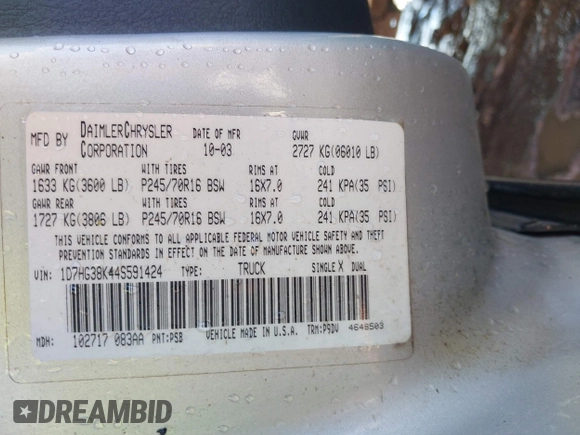 MFD BY DAIMLERCHRYSLER CORPORATION DATE OF MFR 10-03 GVWR 2727 KG(06010 LB)
GAWR FRONT WITH TIRES RIMS AT COLD
1633 KG(3600 LB) P245/70R16 BSW 16X7.0 241 KPA(35 PSI)
GAWR REAR WITH TIRES RIMS AT COLD
1727 KG(3806 LB) P245/70R16 BSW 16X7.0 241 KPA(35 PSI)
THIS VEHICLE CONFORMS TO ALL APPLICABLE FEDERAL MOTOR VEHICLE SAFETY AND THEFT
PREVENTION STANDARDS IN EFFECT ON THE DATE OF MANUFACTURE SHOWN ABOVE.
VIN: 1D7HG38K44S591424 TYPE: TRUCK SINGLE X DUAL
MDH: 102717 083AA PNT:PSB VEHICLE MADE IN U.S.A. TRM:P9DV 4648503
DREAMBID